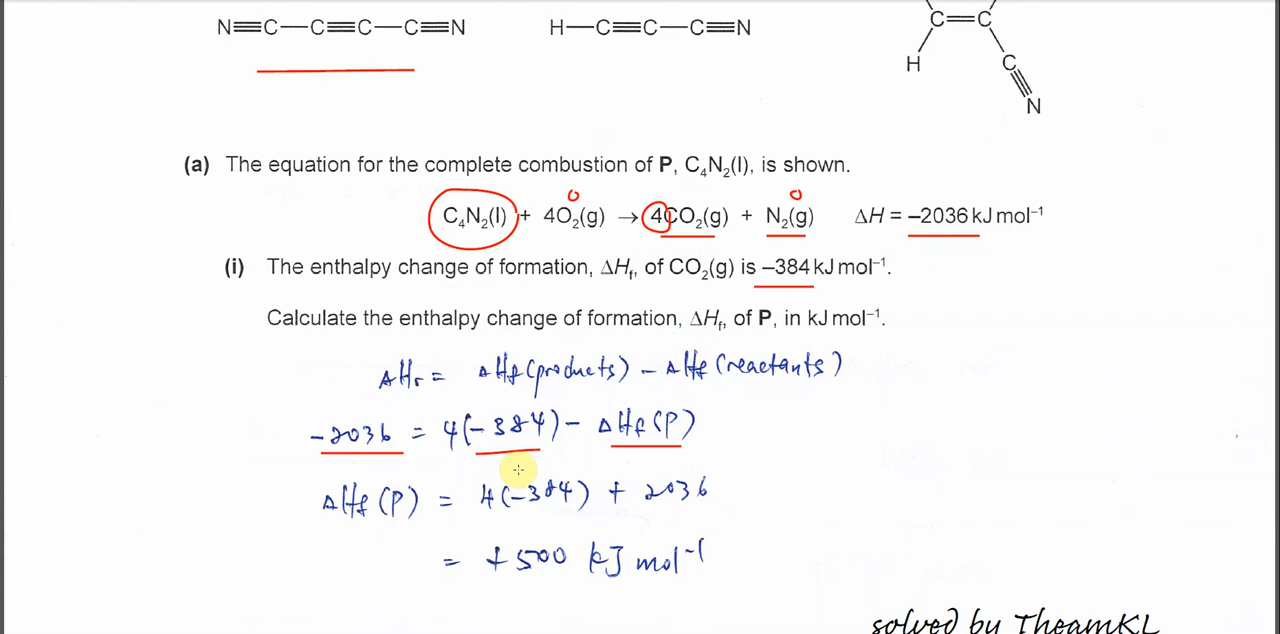 N≡C—C≡C—C≡N H—C≡C—C≡N C=C
H C
N
(a) The equation for the complete combustion of P, C₄N₂(l), is shown.
0 0
C₄N₂(l) + 4O₂(g) → 4CO₂(g) + N₂(g) ΔH = –2036 kJ mol⁻¹
(i) The enthalpy change of formation, ΔHf, of CO₂(g) is –384 kJ mol⁻¹.
Calculate the enthalpy change of formation, ΔHf, of P, in kJ mol⁻¹.
ΔHr = ΔHf (products) – ΔHf (reactants)
–2036 = 4(–384) – ΔHf (P)
ΔHf (P) = 4(–384) + 2036
= +500 kJ mol⁻¹
solved by TheamKL